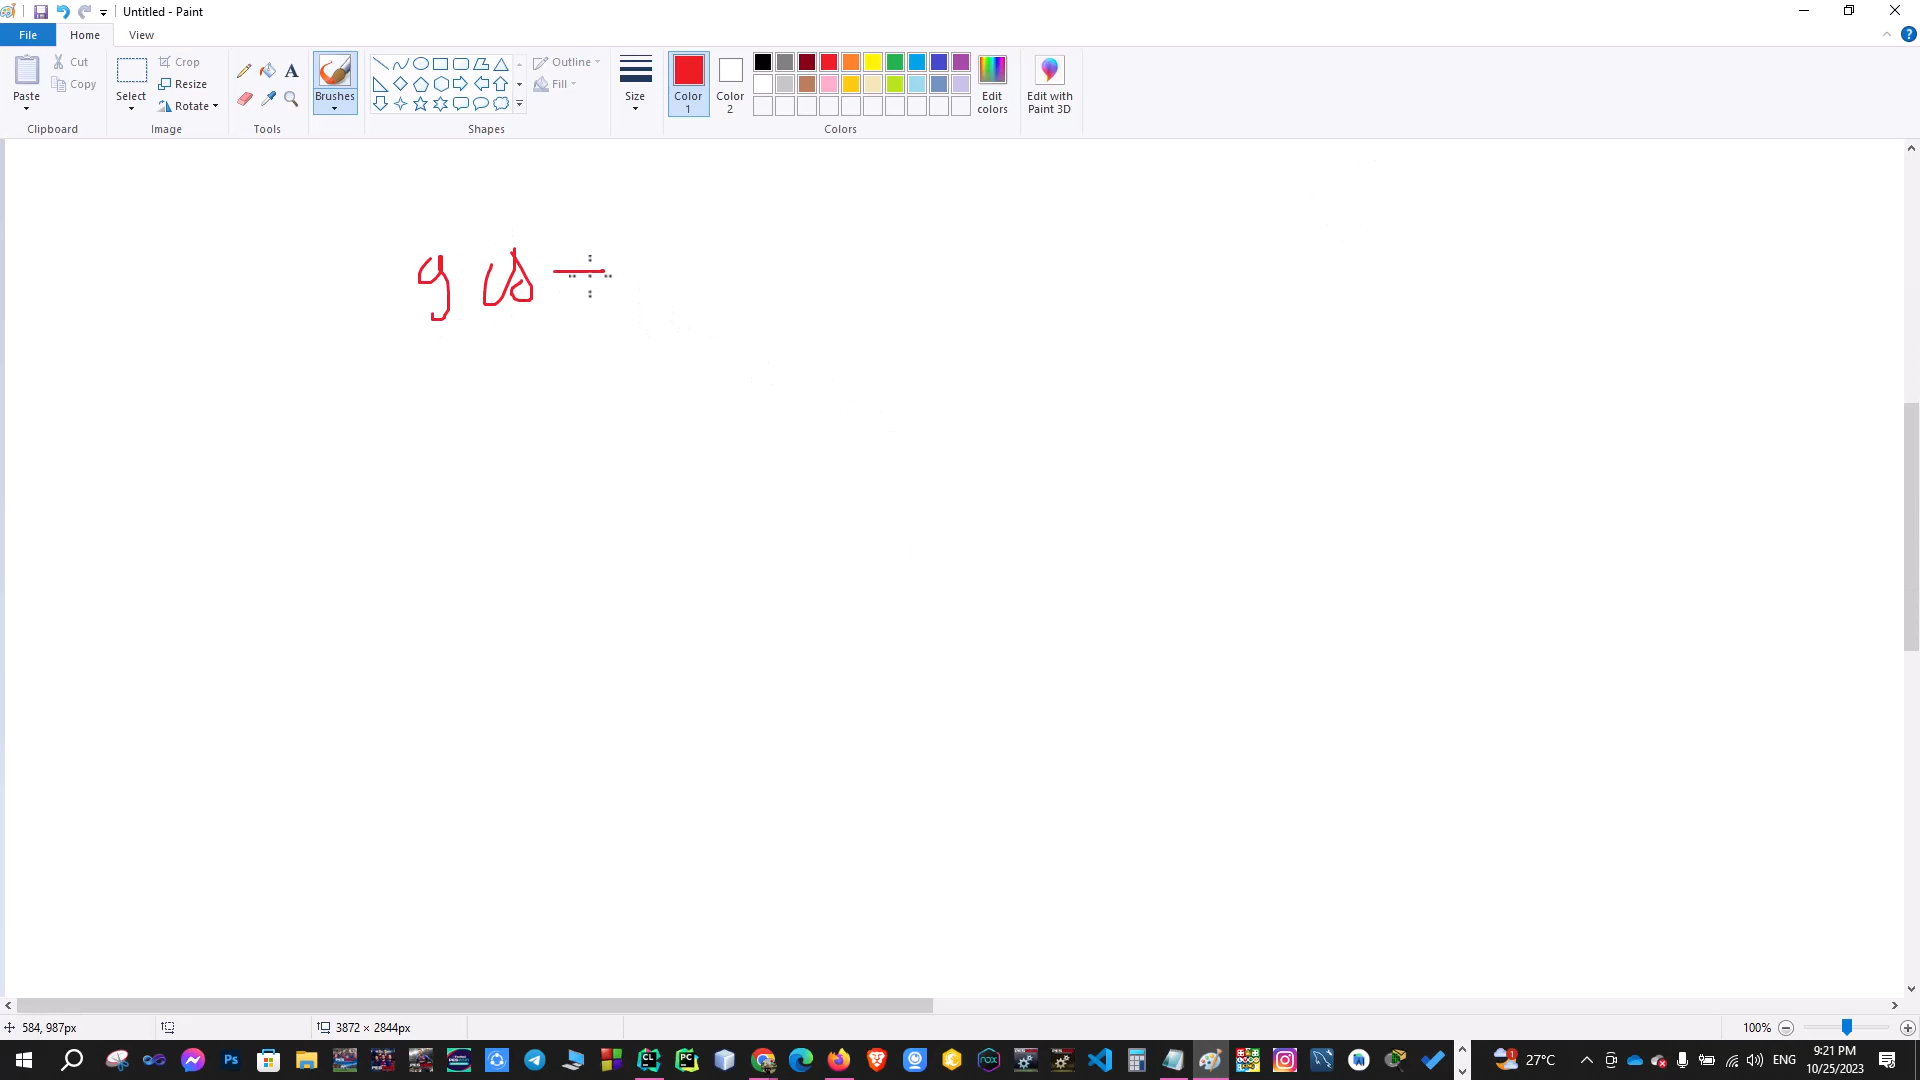 Untitled - Paint
File Home View
Paste Cut Copy Select Crop Resize Rotate Brushes Outline Fill Size Color 1 Color 2 Edit colors Edit with Paint 3D
Clipboard Image Tools Shapes Colors
584, 987px 3872 × 2844px 100%
27°C ENG 9:21 PM
10/25/2023